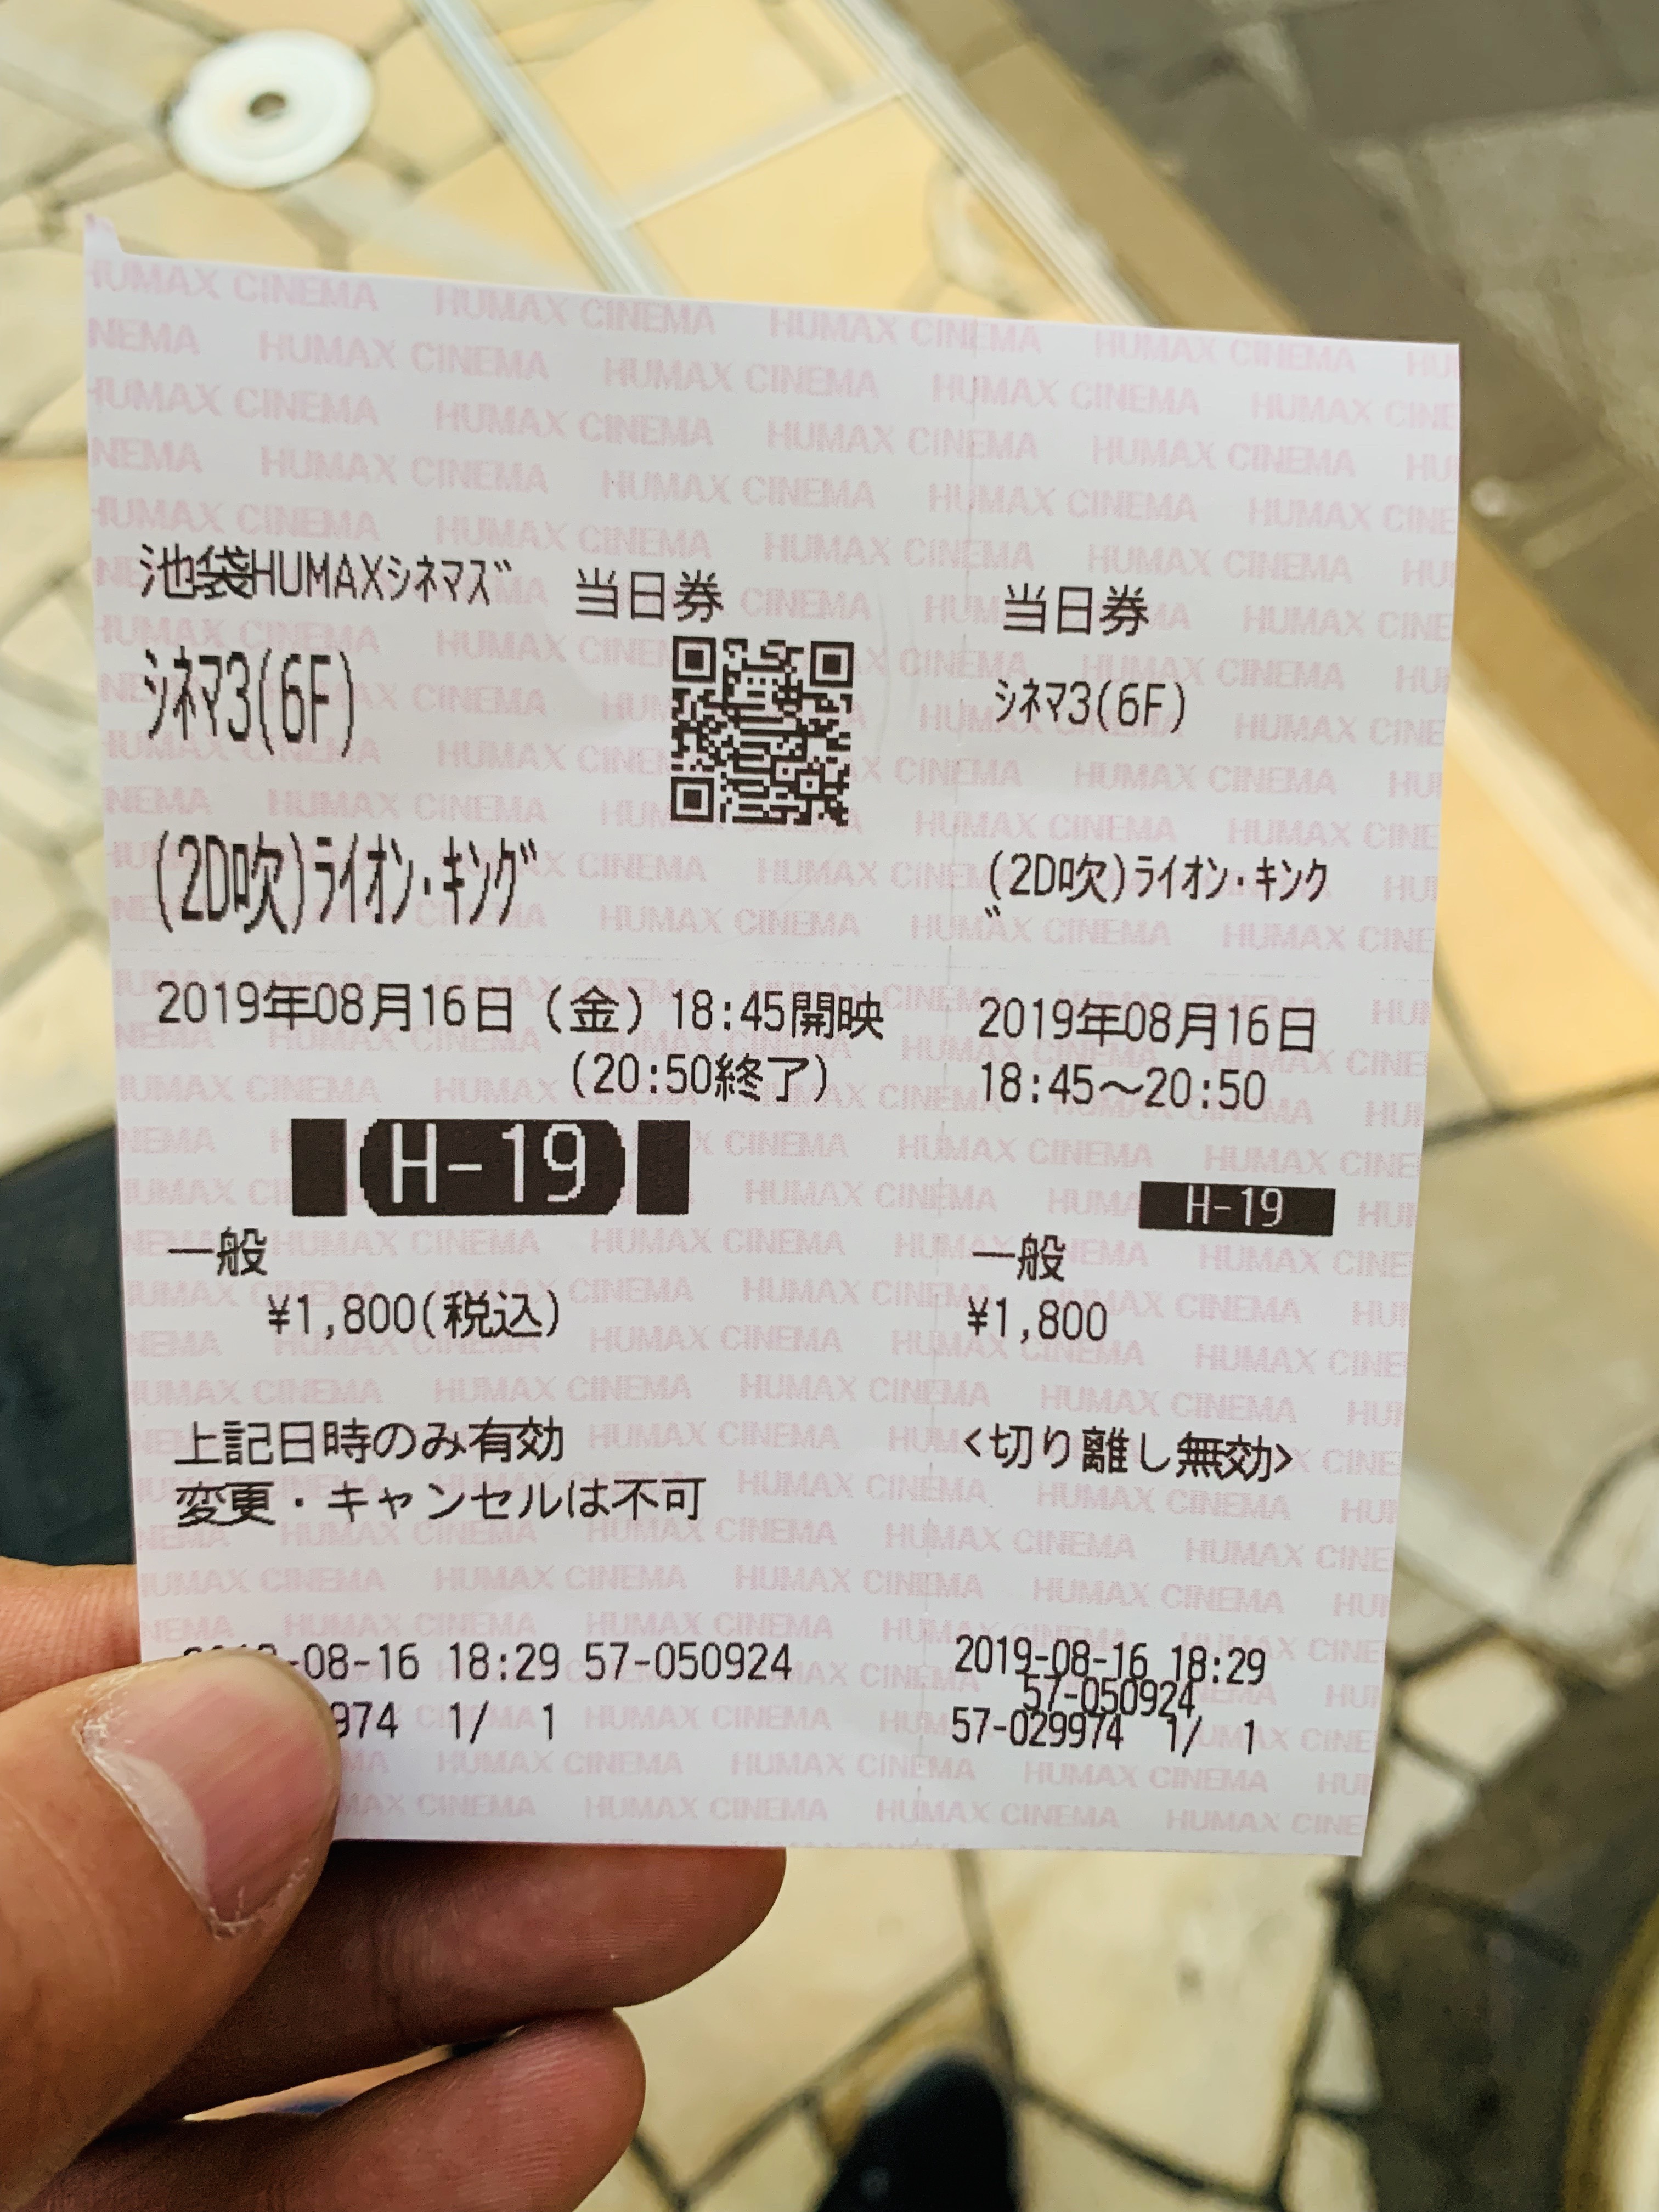 HUMAX CINEMA
池袋HUMAXシネマズ 当日券
シネマ3(6F)
(2D吹)ライオン・キング
2019年08月16日（金）18:45開映
(20:50終了)
H-19
一般
¥1,800(税込)
上記日時のみ有効
変更・キャンセルは不可
-08-16 18:29 57-050924
974 1/ 1
当日券
シネマ3(6F)
(2D吹)ライオン・キング
2019年08月16日
18:45～20:50
H-19
一般
¥1,800
<切り離し無効>
2019-08-16 18:29
57-050924
57-029974 1/ 1